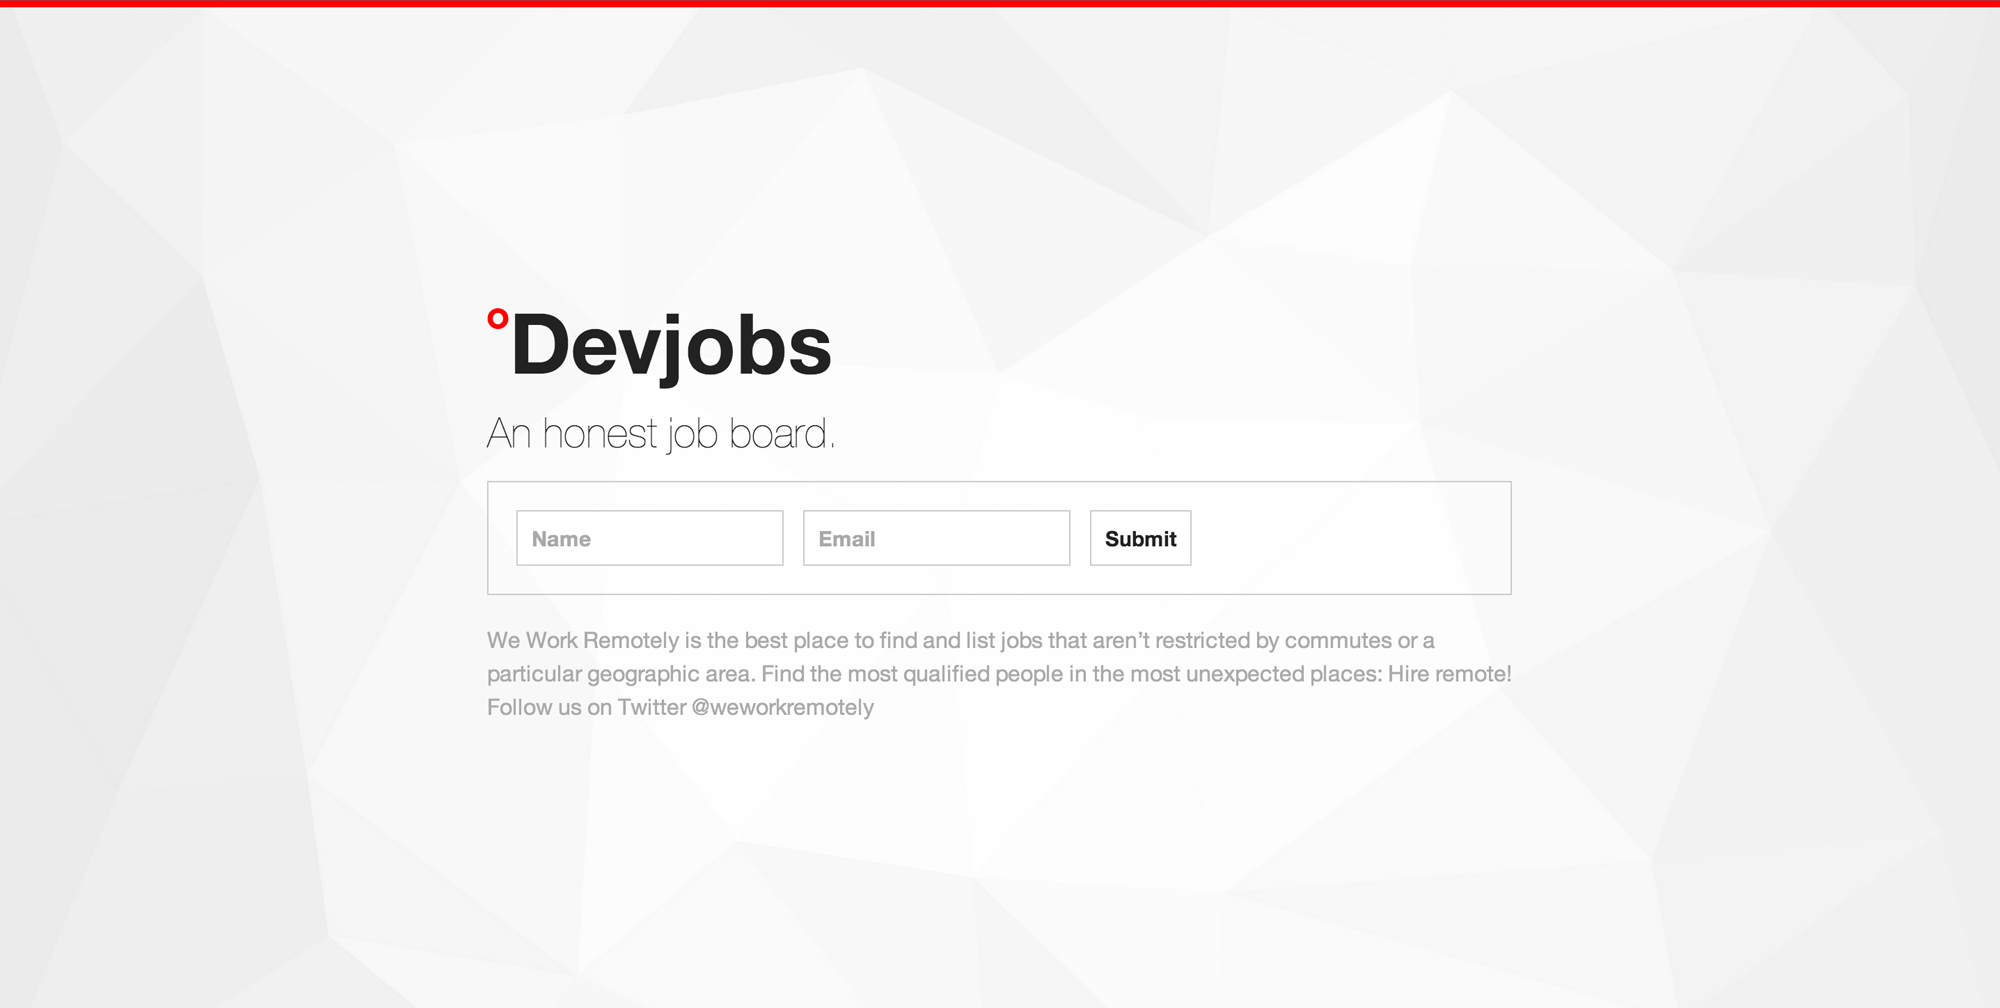 °Devjobs
An honest job board.
Name
Email
Submit
We Work Remotely is the best place to find and list jobs that aren’t restricted by commutes or a
particular geographic area. Find the most qualified people in the most unexpected places: Hire remote!
Follow us on Twitter @weworkremotely